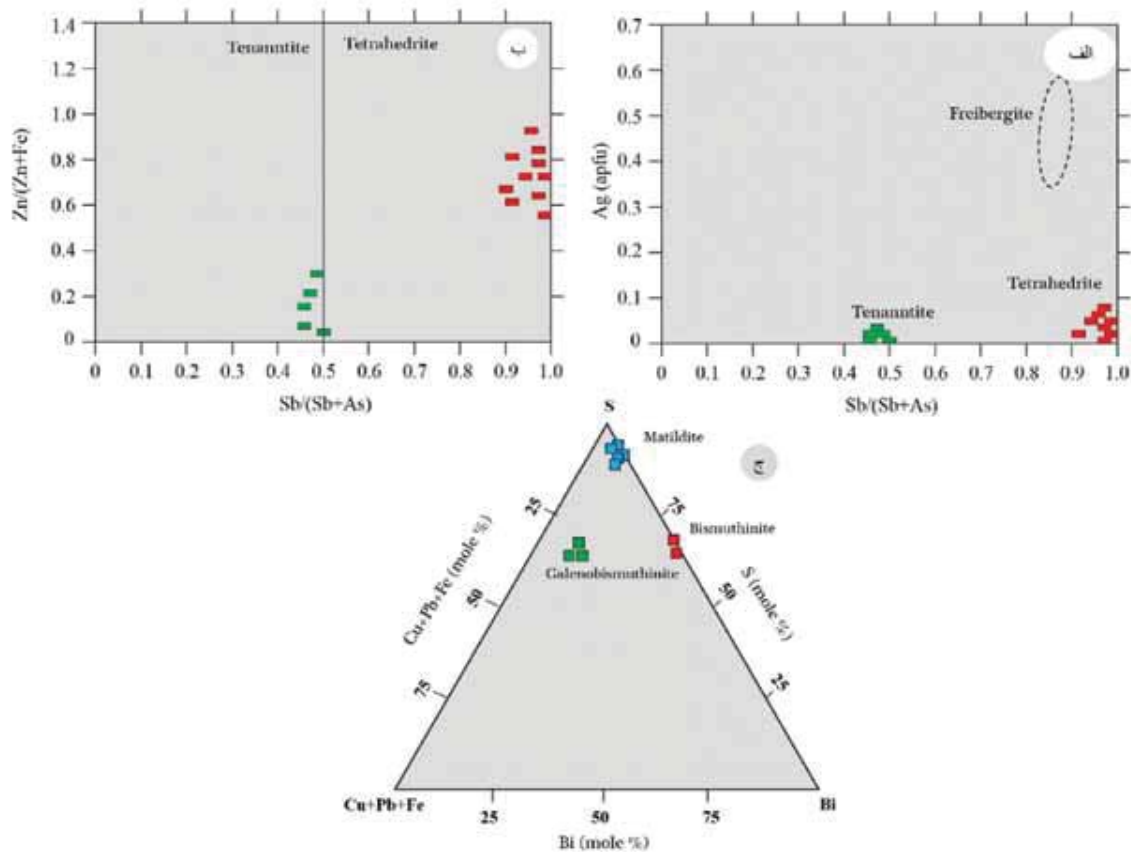 1.4
1.2
1.0
0.8
0.6
0.4
0.2
0
Zn/(Zn+Fe)
Tenanntite
Tetrahedrite
ب
0 0.1 0.2 0.3 0.4 0.5 0.6 0.7 0.8 0.9 1.0
Sb/(Sb+As)
0.7
0.6
0.5
0.4
0.3
0.2
0.1
0
Ag (apfu)
الف
Freibergite
Tetrahedrite
Tenanntite
0 0.1 0.2 0.3 0.4 0.5 0.6 0.7 0.8 0.9 1.0
Sb/(Sb+As)
S
Matildite
ج
25
75
Bismuthinite
Galenobismuthinite
Cu+Pb+Fe (mole %)
S (mole %)
50
50
75
25
Cu+Pb+Fe
Bi
25
50
75
Bi (mole %)